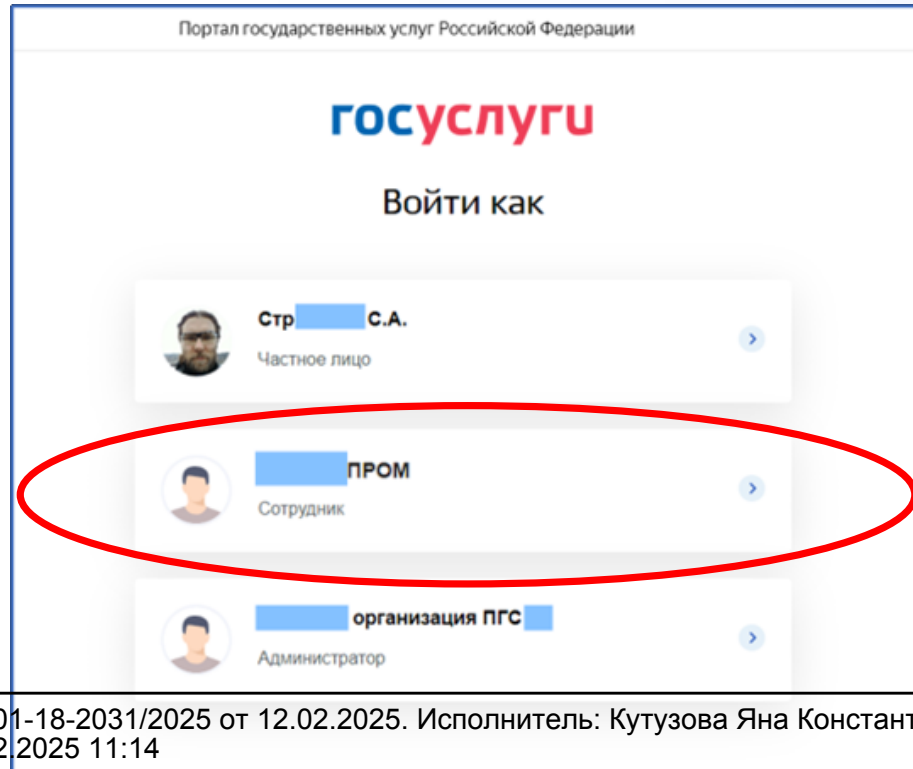 Портал государственных услуг Российской Федерации
госуслуги
Войти как
Стр С.А.
Частное лицо
ПРОМ
Сотрудник
организация ПГС
Администратор
01-18-2031/2025 от 12.02.2025. Исполнитель: Кутузова Яна Констант
2.2025 11:14